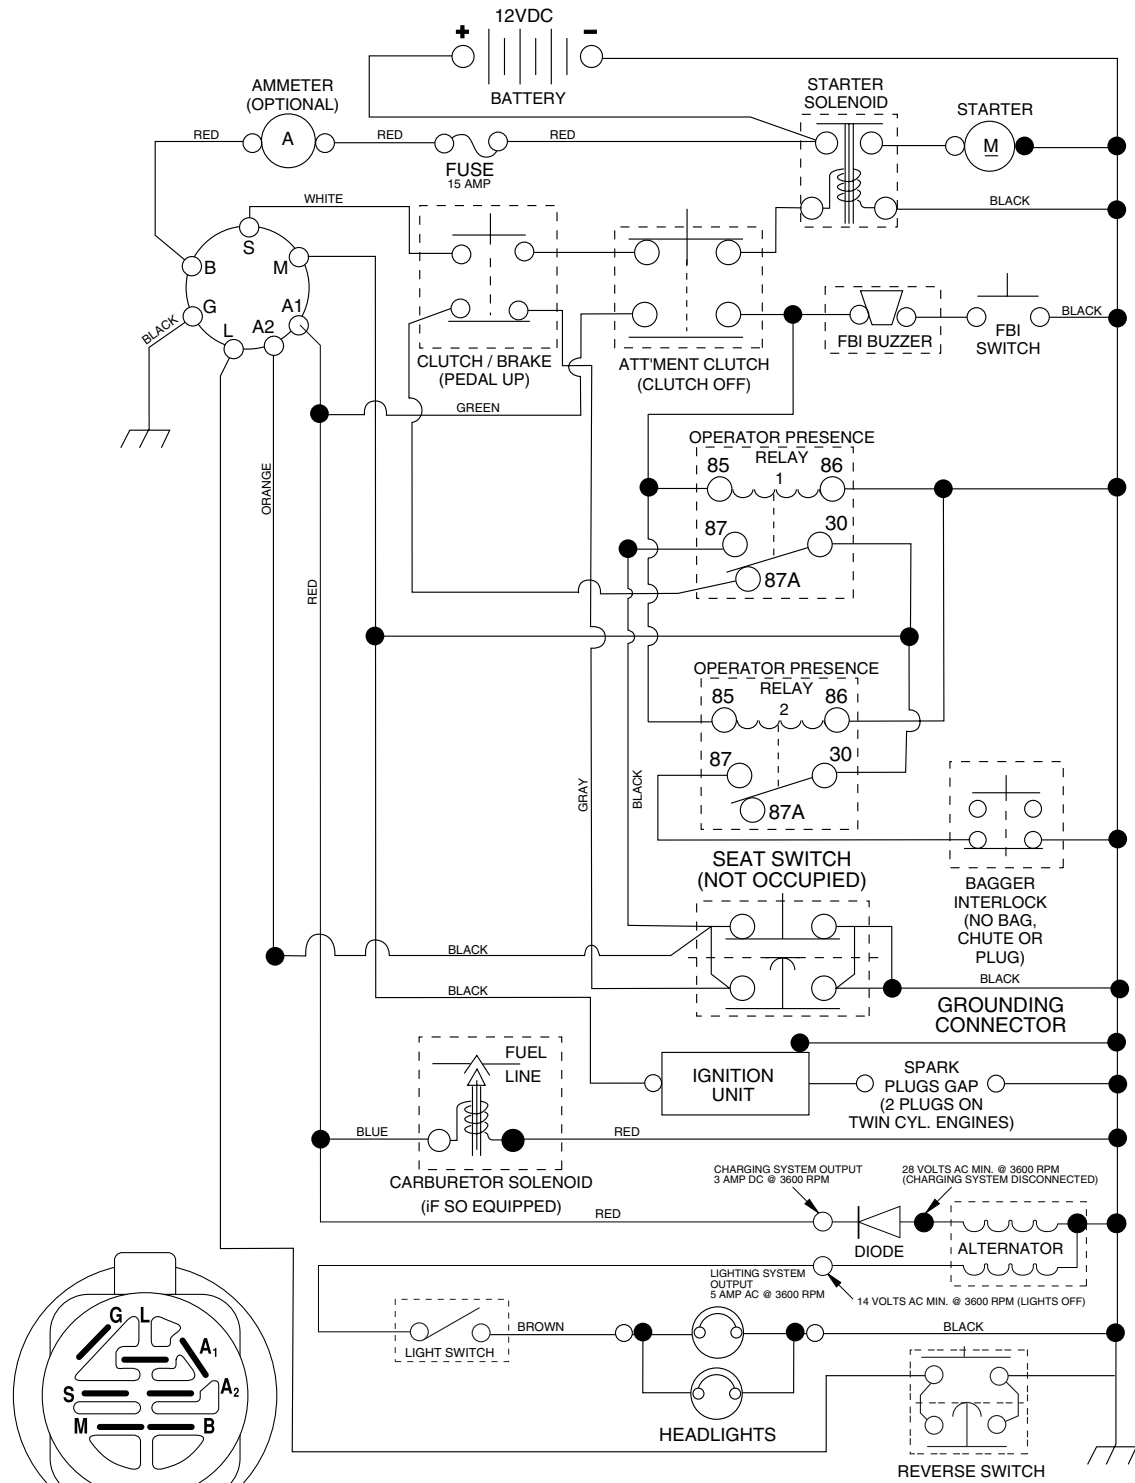 12VDC
+
−
BATTERY
AMMETER
(OPTIONAL)
STARTER
SOLENOID
STARTER
RED
A
RED
RED
M
FUSE
15 AMP
WHITE
BLACK
S
B
M
G
A1
L
A2
BLACK
FBI BUZZER
FBI
SWITCH
BLACK
CLUTCH / BRAKE
(PEDAL UP)
ATT'MENT CLUTCH
(CLUTCH OFF)
GREEN
OPERATOR PRESENCE
RELAY
1
85
86
87
30
87A
ORANGE
RED
OPERATOR PRESENCE
RELAY
2
85
86
87
30
87A
GRAY
BLACK
SEAT SWITCH
(NOT OCCUPIED)
BAGGER
INTERLOCK
(NO BAG,
CHUTE OR
PLUG)
BLACK
BLACK
BLACK
GROUNDING
CONNECTOR
FUEL
LINE
IGNITION
UNIT
SPARK
PLUGS GAP
(2 PLUGS ON
TWIN CYL. ENGINES)
BLUE
RED
CARBURETOR SOLENOID
(iF SO EQUIPPED)
CHARGING SYSTEM OUTPUT
3 AMP DC @ 3600 RPM
28 VOLTS AC MIN. @ 3600 RPM
(CHARGING SYSTEM DISCONNECTED)
RED
DIODE
ALTERNATOR
LIGHTING SYSTEM
OUTPUT
5 AMP AC @ 3600 RPM
14 VOLTS AC MIN. @ 3600 RPM (LIGHTS OFF)
BROWN
BLACK
LIGHT SWITCH
HEADLIGHTS
REVERSE SWITCH
G
L
A1
S
A2
M
B